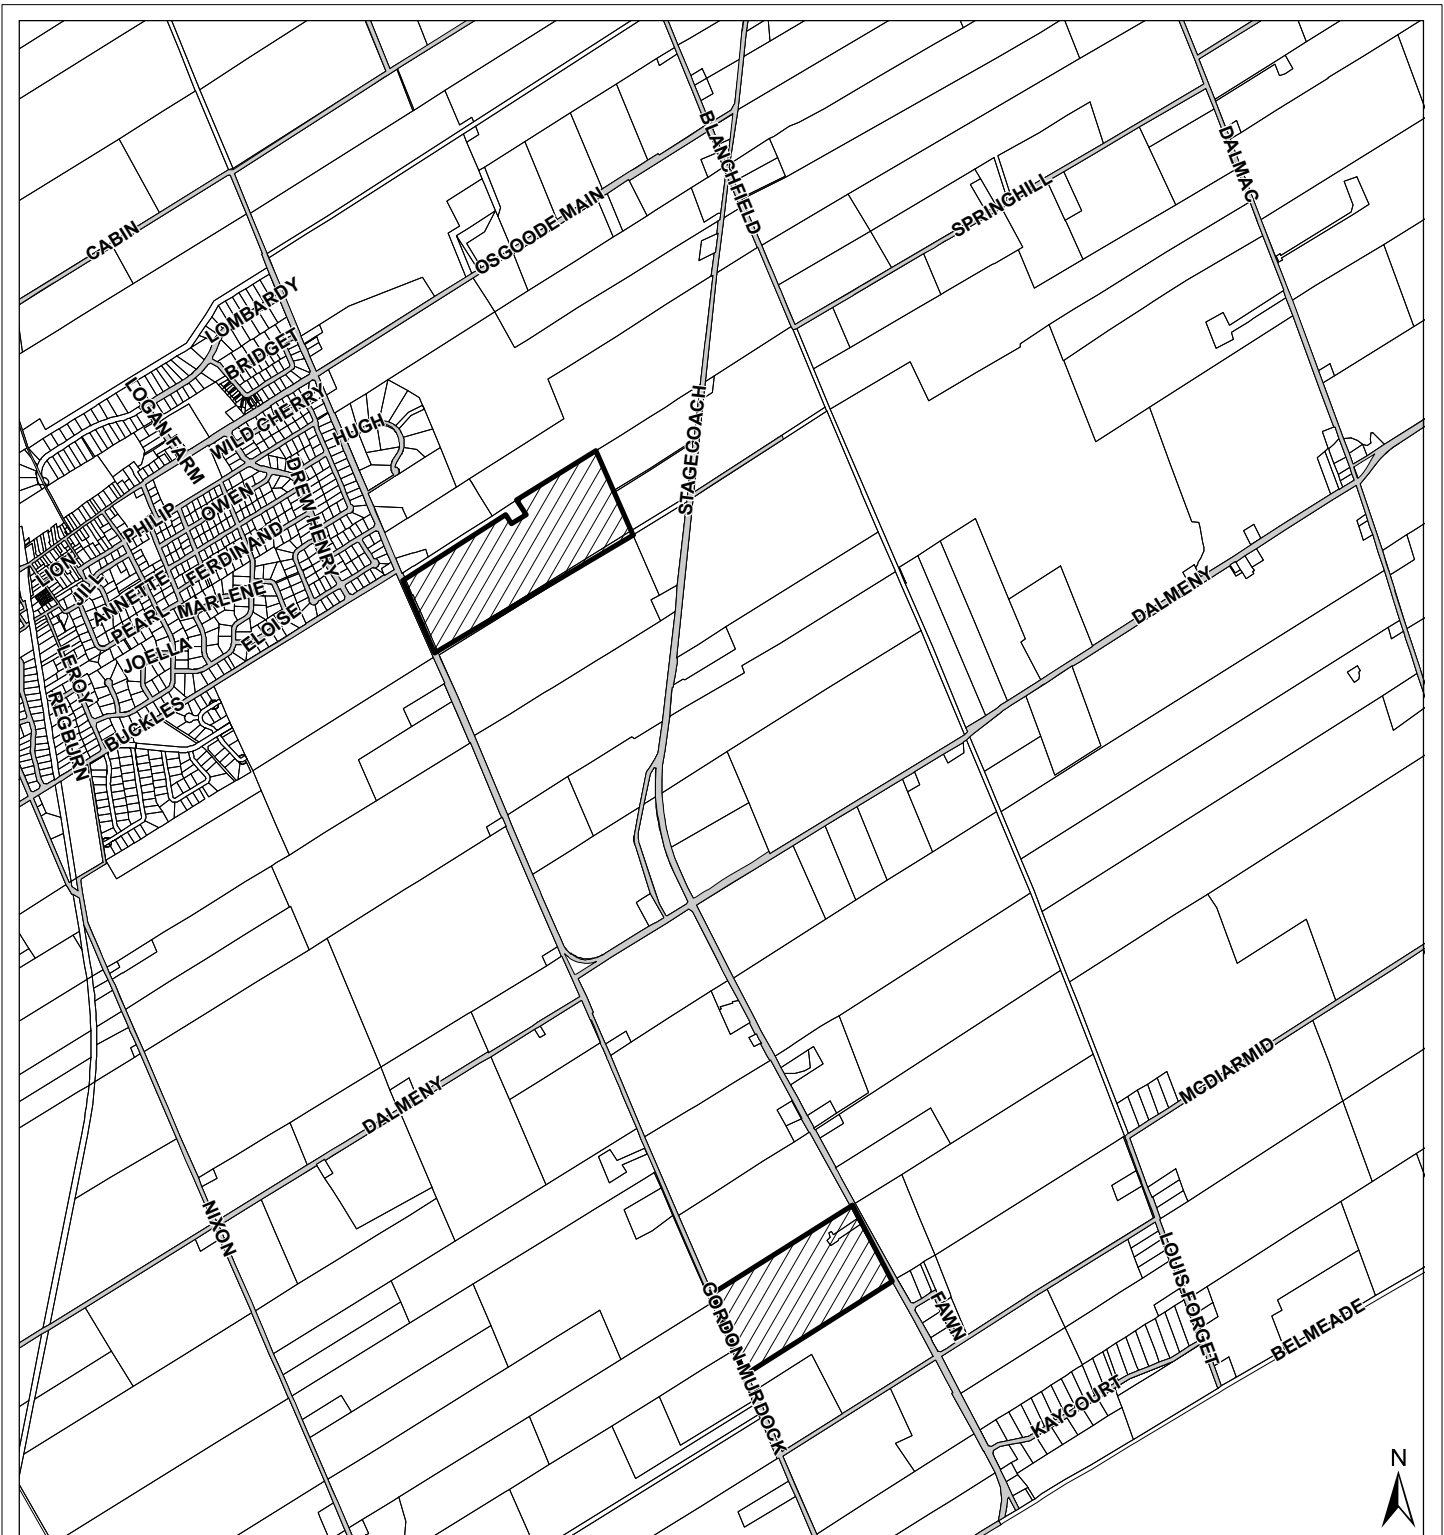 BLANCHFIELD
DALMAC
SPRINGHILL
OSGOODE-MAIN
CABIN
LOMBARDY
BRIDGET
LOGAN-FARM
WILD-CHERRY
HUGH
STAGECOACH
DREW-HENRY
OWEN
PHILIP
FERDINAND
LION
JILL
ANNETTE
MARLENE
PEARL
ELOISE
JOELLA
LEROY
REGBURN
BUCKLES
DALMENY
MCDIARMID
DALMENY
NIXON
GORDON-MURDOCK
FAWN
LOUIS-FORGET
BELMEADE
KAYCOURT
N